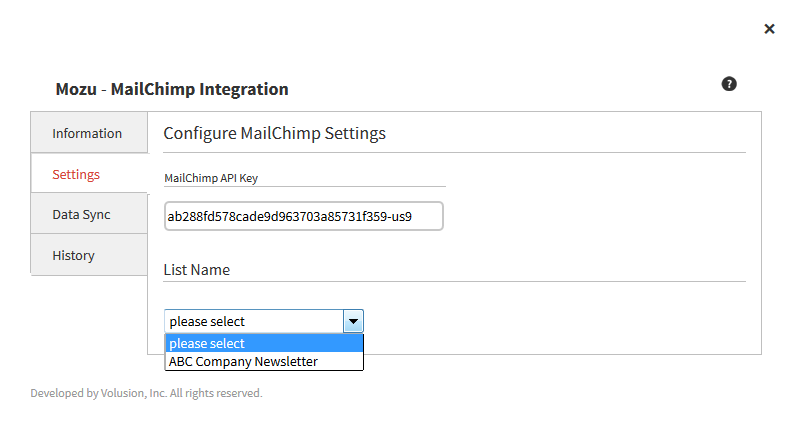 Mozu - MailChimp Integration
Information
Configure MailChimp Settings
Settings
MailChimp API Key
Data Sync
ab288fd578cade9d963703a85731f359-us9
History
List Name
please select
please select
ABC Company Newsletter
Developed by Volusion, Inc. All rights reserved.